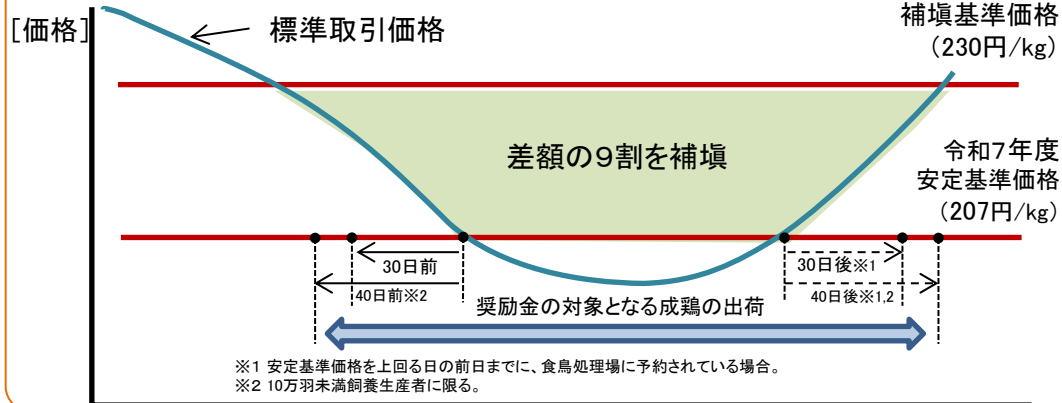 [価格]
標準取引価格
補填基準価格
(230円/kg)
差額の9割を補填
令和7年度
安定基準価格
(207円/kg)
30日前
30日後※1
40日前※2
40日後※1,2
奨励金の対象となる成鶏の出荷
※1 安定基準価格を上回る日の前日までに、食鳥処理場に予約されている場合。
※2 10万羽未満飼養生産者に限る。